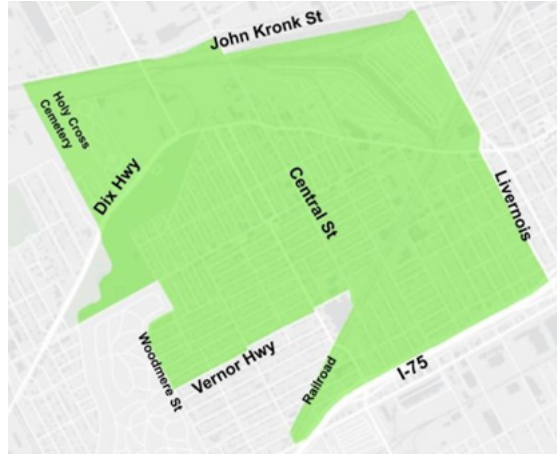 John Kronk St
Holy Cross
Cemetery
Dix Hwy
Central St
Livernois
Woodmere St
Vernor Hwy
Railroad
I-75